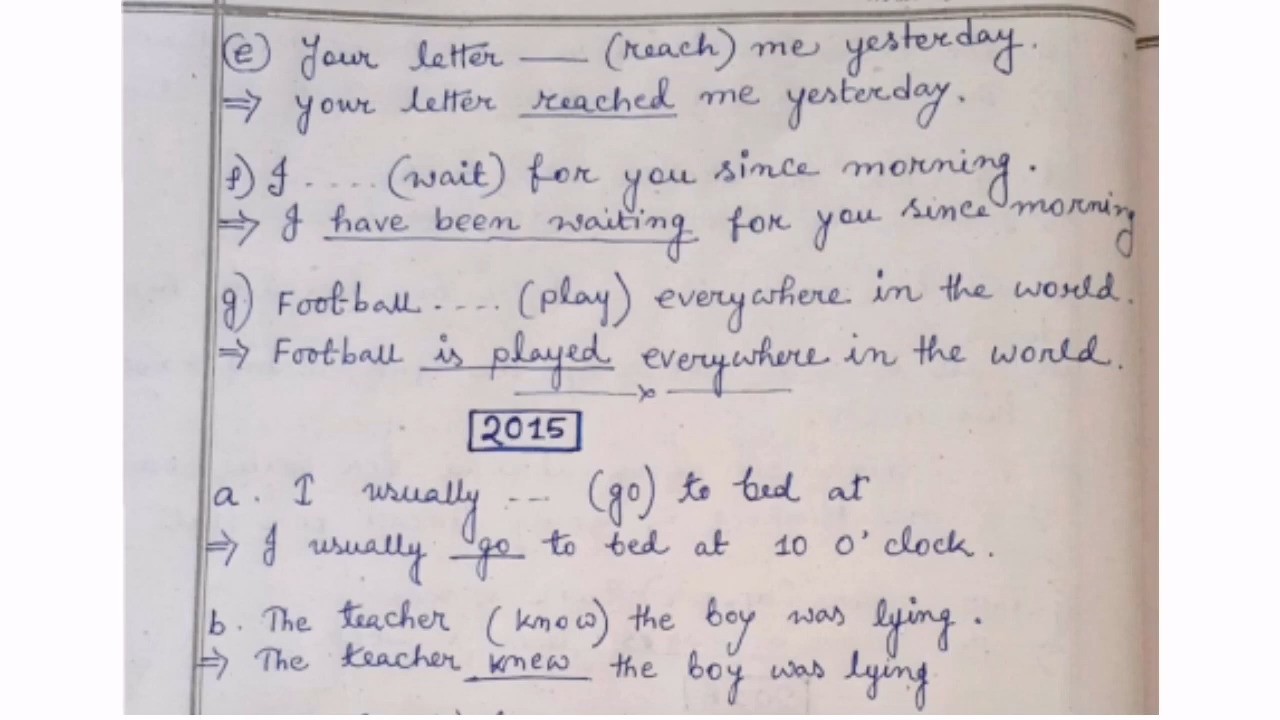 (e) Your letter —— (reach) me yesterday.
⇒ your letter reached me yesterday.
f) I .... (wait) for you since morning.
⇒ I have been waiting for you since morning
g) Football .... (play) everywhere in the world.
⇒ Football is played everywhere in the world.
2015
a. I usually --- (go) to bed at
⇒ I usually go to bed at 10 O'clock.
b. The teacher (know) the boy was lying.
⇒ The teacher knew the boy was lying